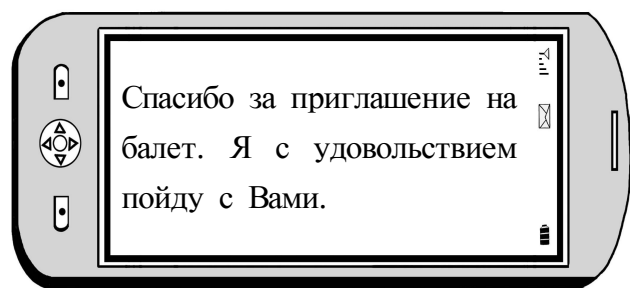 Спасибо за приглашение на
балет. Я с удовольствием
пойду с Вами.